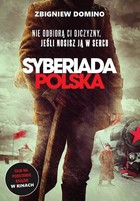 ZBIGNIEW DOMINO
NIE ODBIORĄ CI OJCZYZNY,
JEŚLI NOSISZ JĄ W SERCU
SYBERIADA
POLSKA
W KINACH